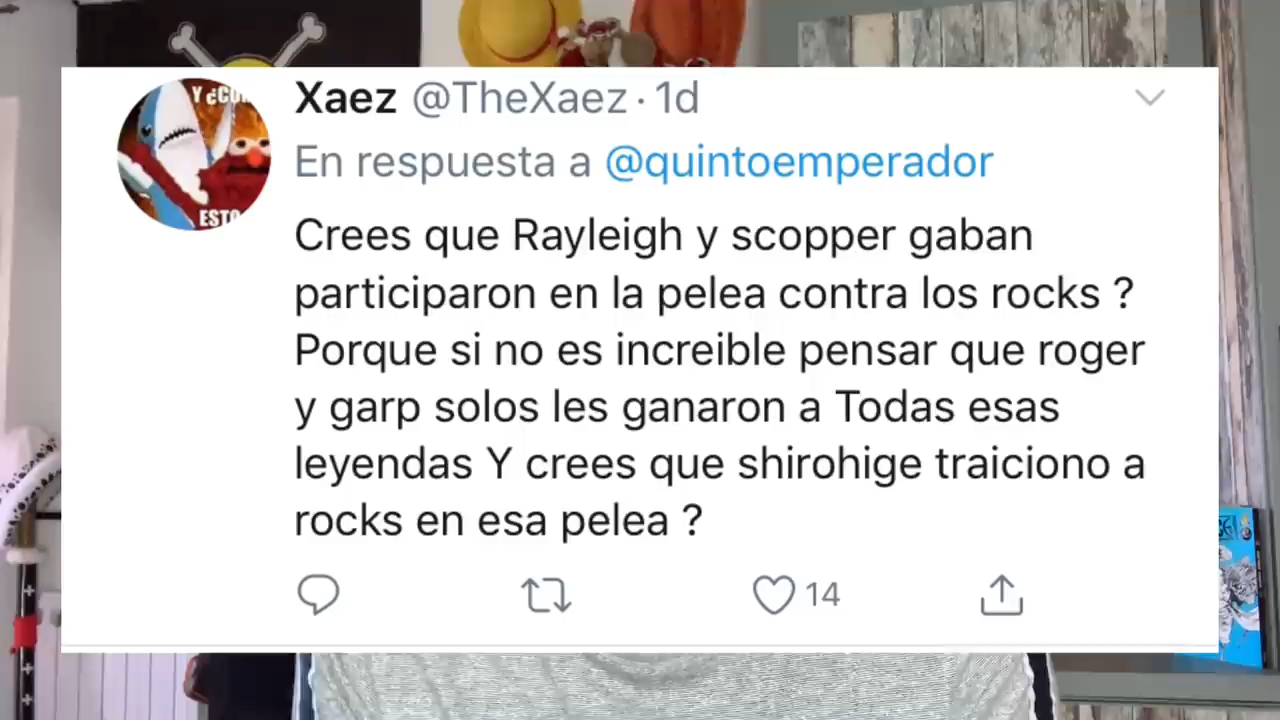 Y ¿CO
ESTO
Xaez @TheXaez · 1d
En respuesta a @quintoemperador
Crees que Rayleigh y scopper gaban
participaron en la pelea contra los rocks ?
Porque si no es increible pensar que roger
y garp solos les ganaron a Todas esas
leyendas Y crees que shirohige traiciono a
rocks en esa pelea ?
14